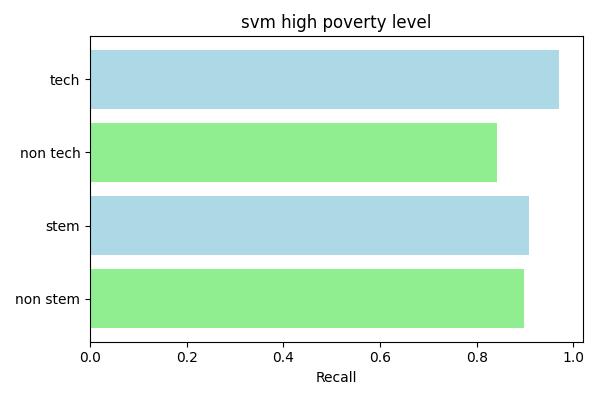 svm high poverty level
tech
non tech
stem
non stem
0.0 0.2 0.4 0.6 0.8 1.0
Recall